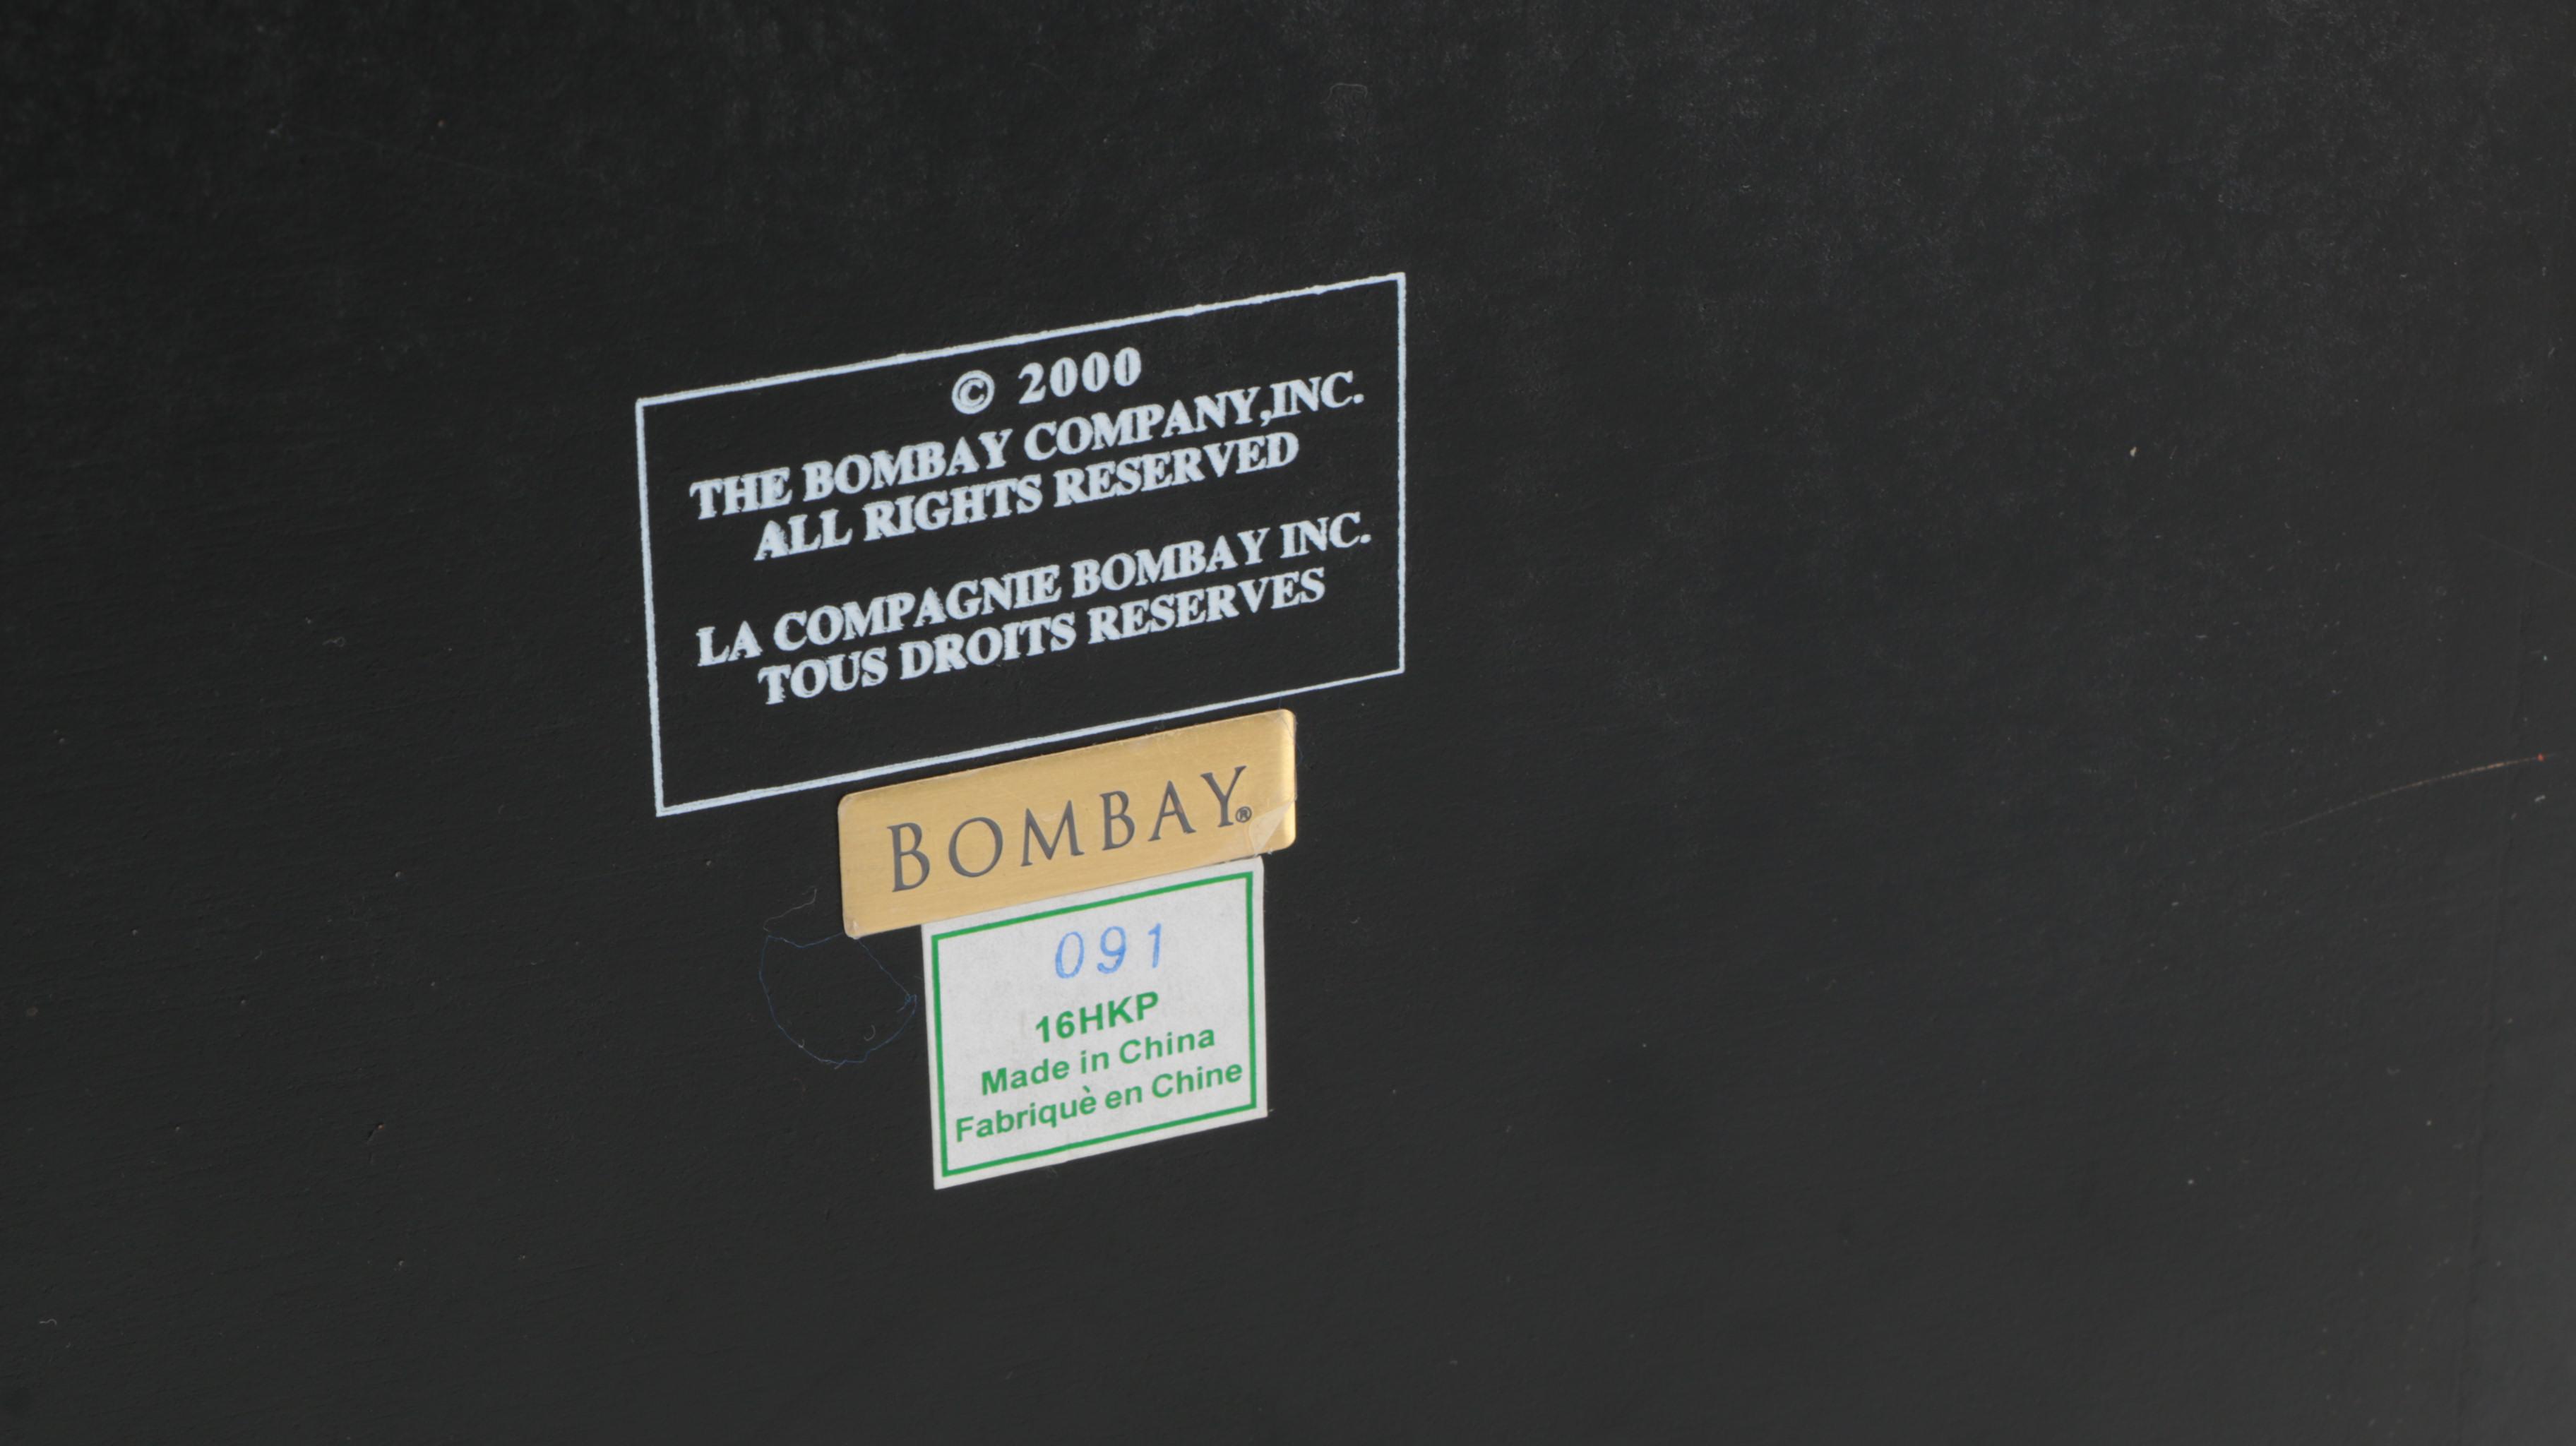 © 2000
THE BOMBAY COMPANY,INC.
ALL RIGHTS RESERVED
LA COMPAGNIE BOMBAY INC.
TOUS DROITS RESERVES
BOMBAY®
091
16HKP
Made in China
Fabriquè en Chine